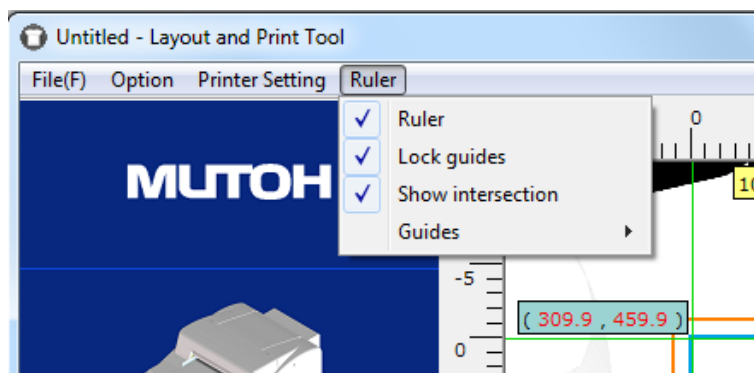 Untitled - Layout and Print Tool
File(F) Option Printer Setting Ruler
Ruler
Lock guides
Show intersection
Guides
MUTOH
0
10
-5
( 309.9 , 459.9 )
0